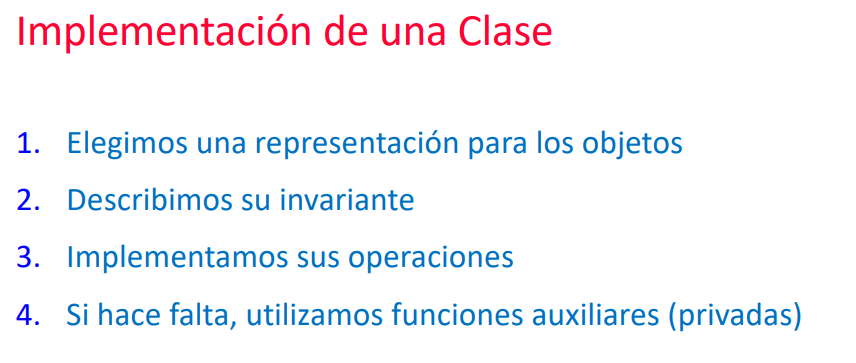 Implementación de una Clase
1. Elegimos una representación para los objetos
2. Describimos su invariante
3. Implementamos sus operaciones
4. Si hace falta, utilizamos funciones auxiliares (privadas)